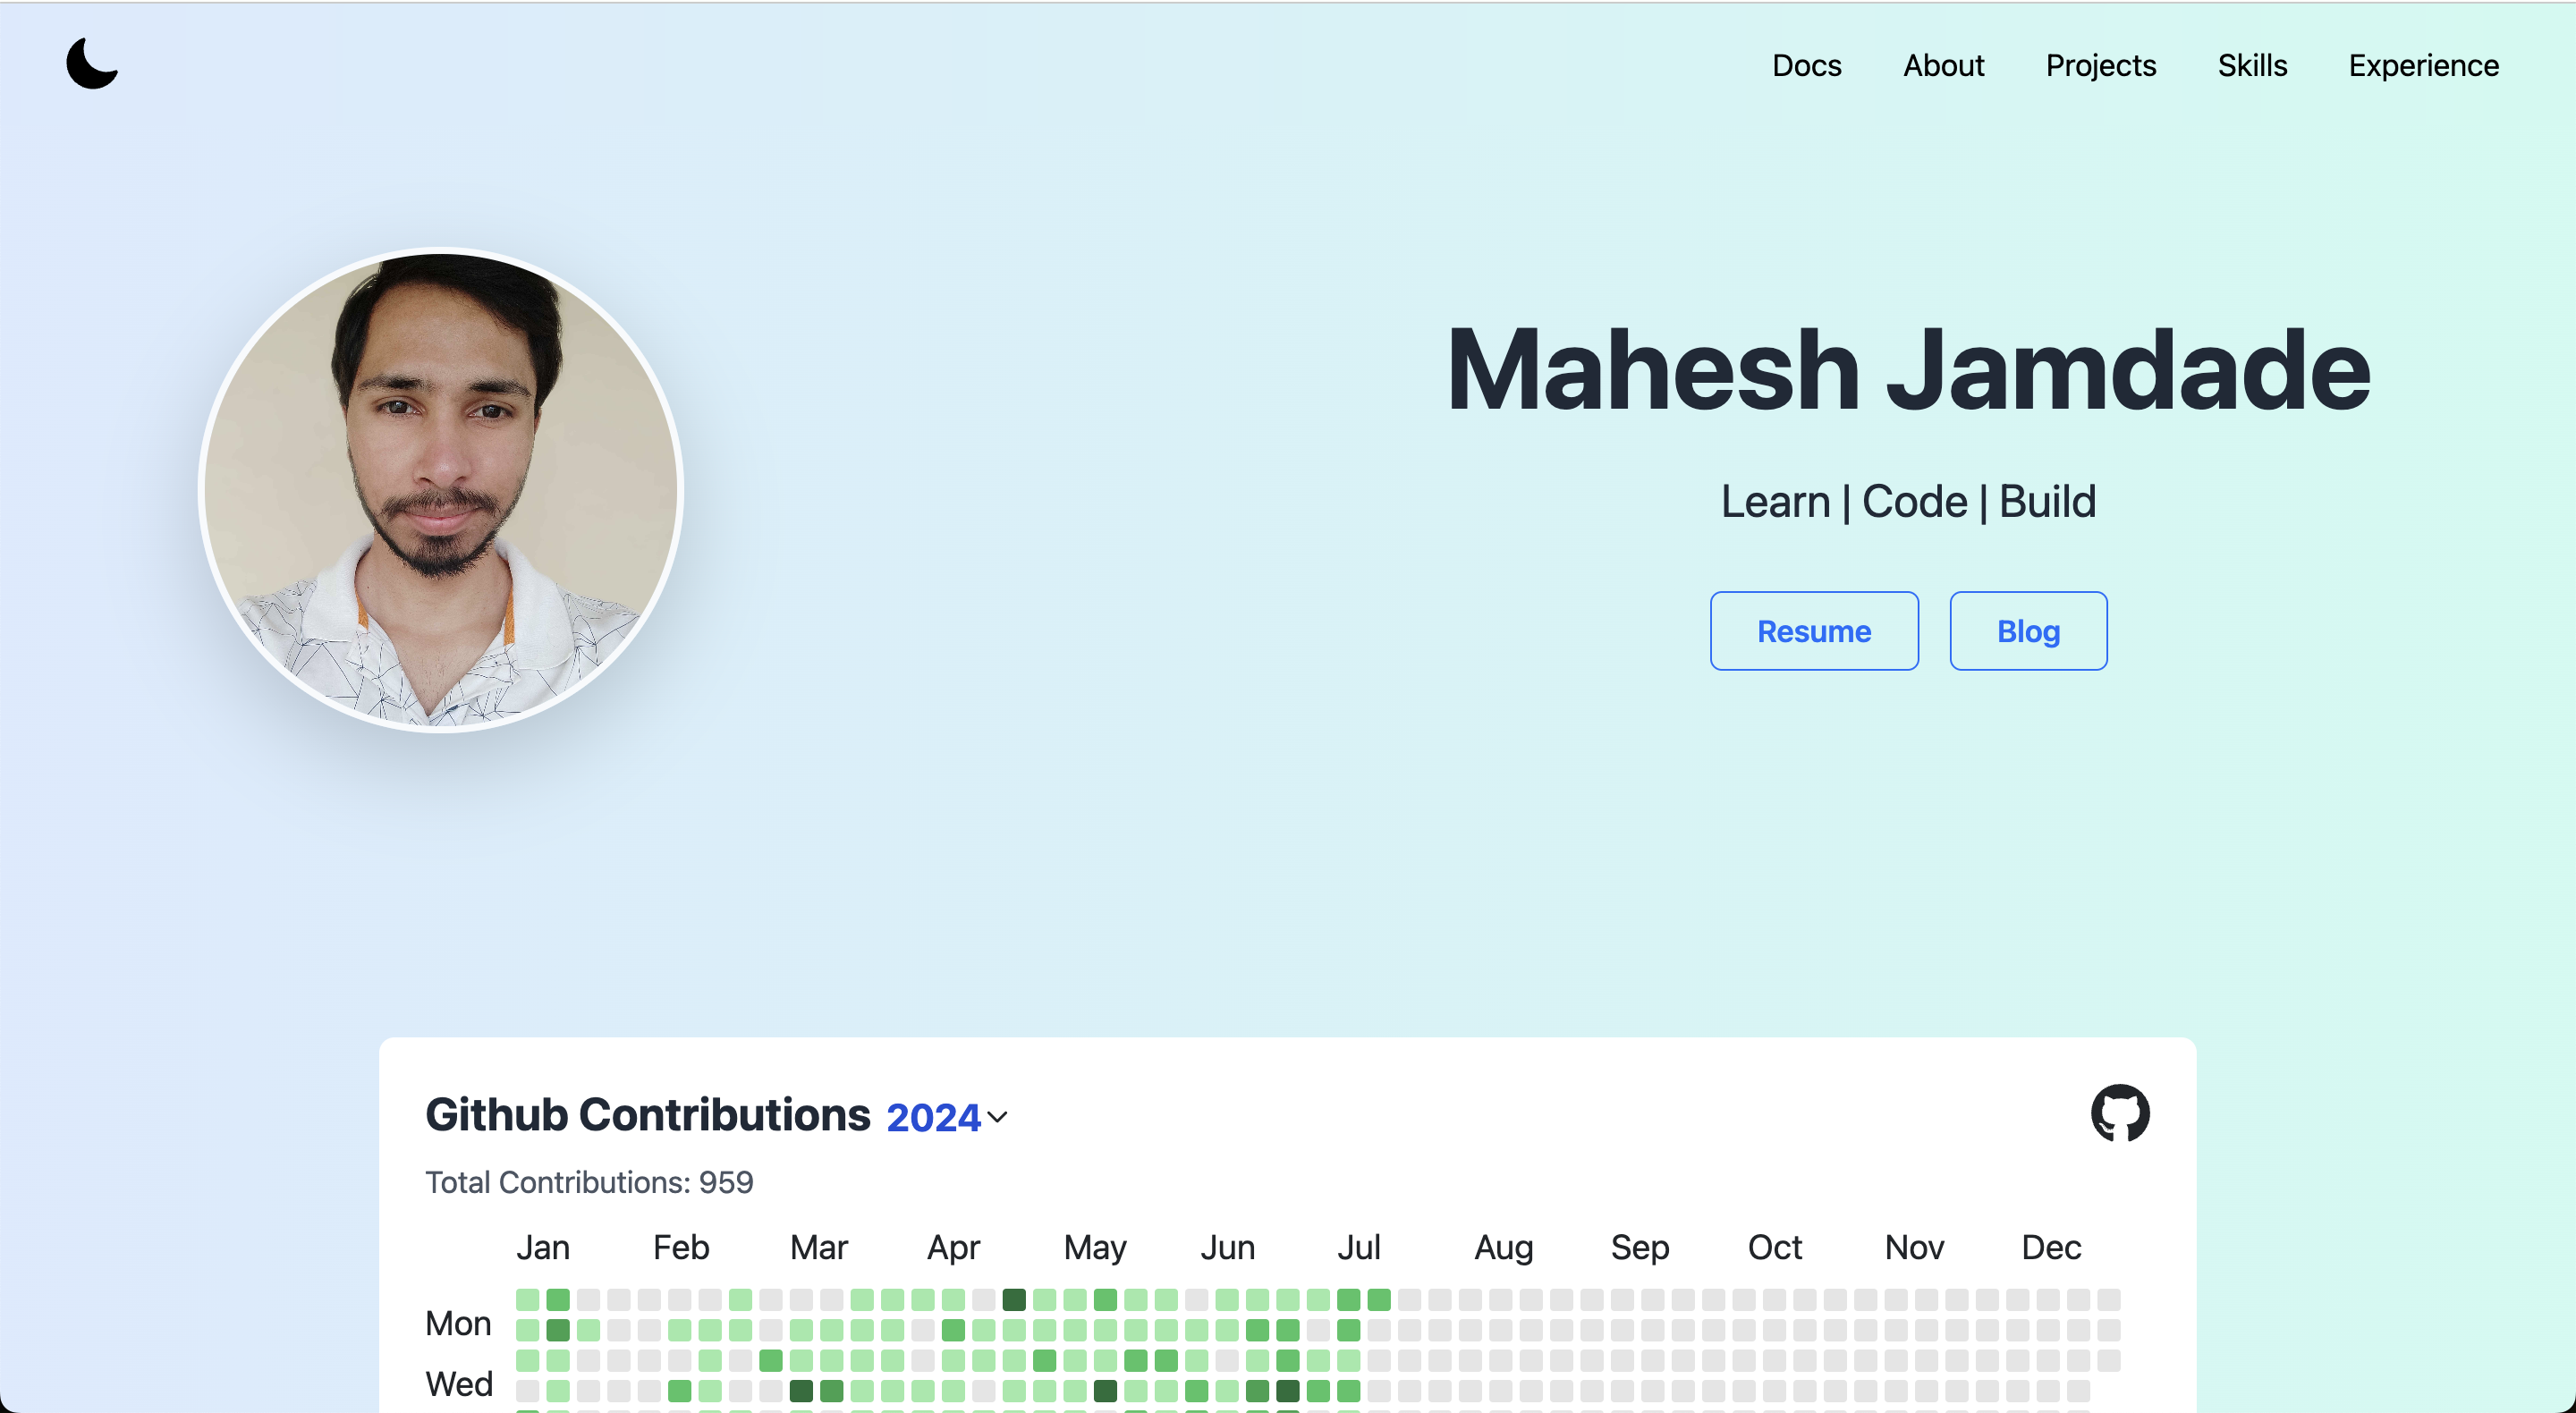 Docs About Projects Skills Experience
Mahesh Jamdade
Learn | Code | Build
Resume Blog
Github Contributions 2024
Total Contributions: 959
Jan Feb Mar Apr May Jun Jul Aug Sep Oct Nov Dec
Mon
Wed